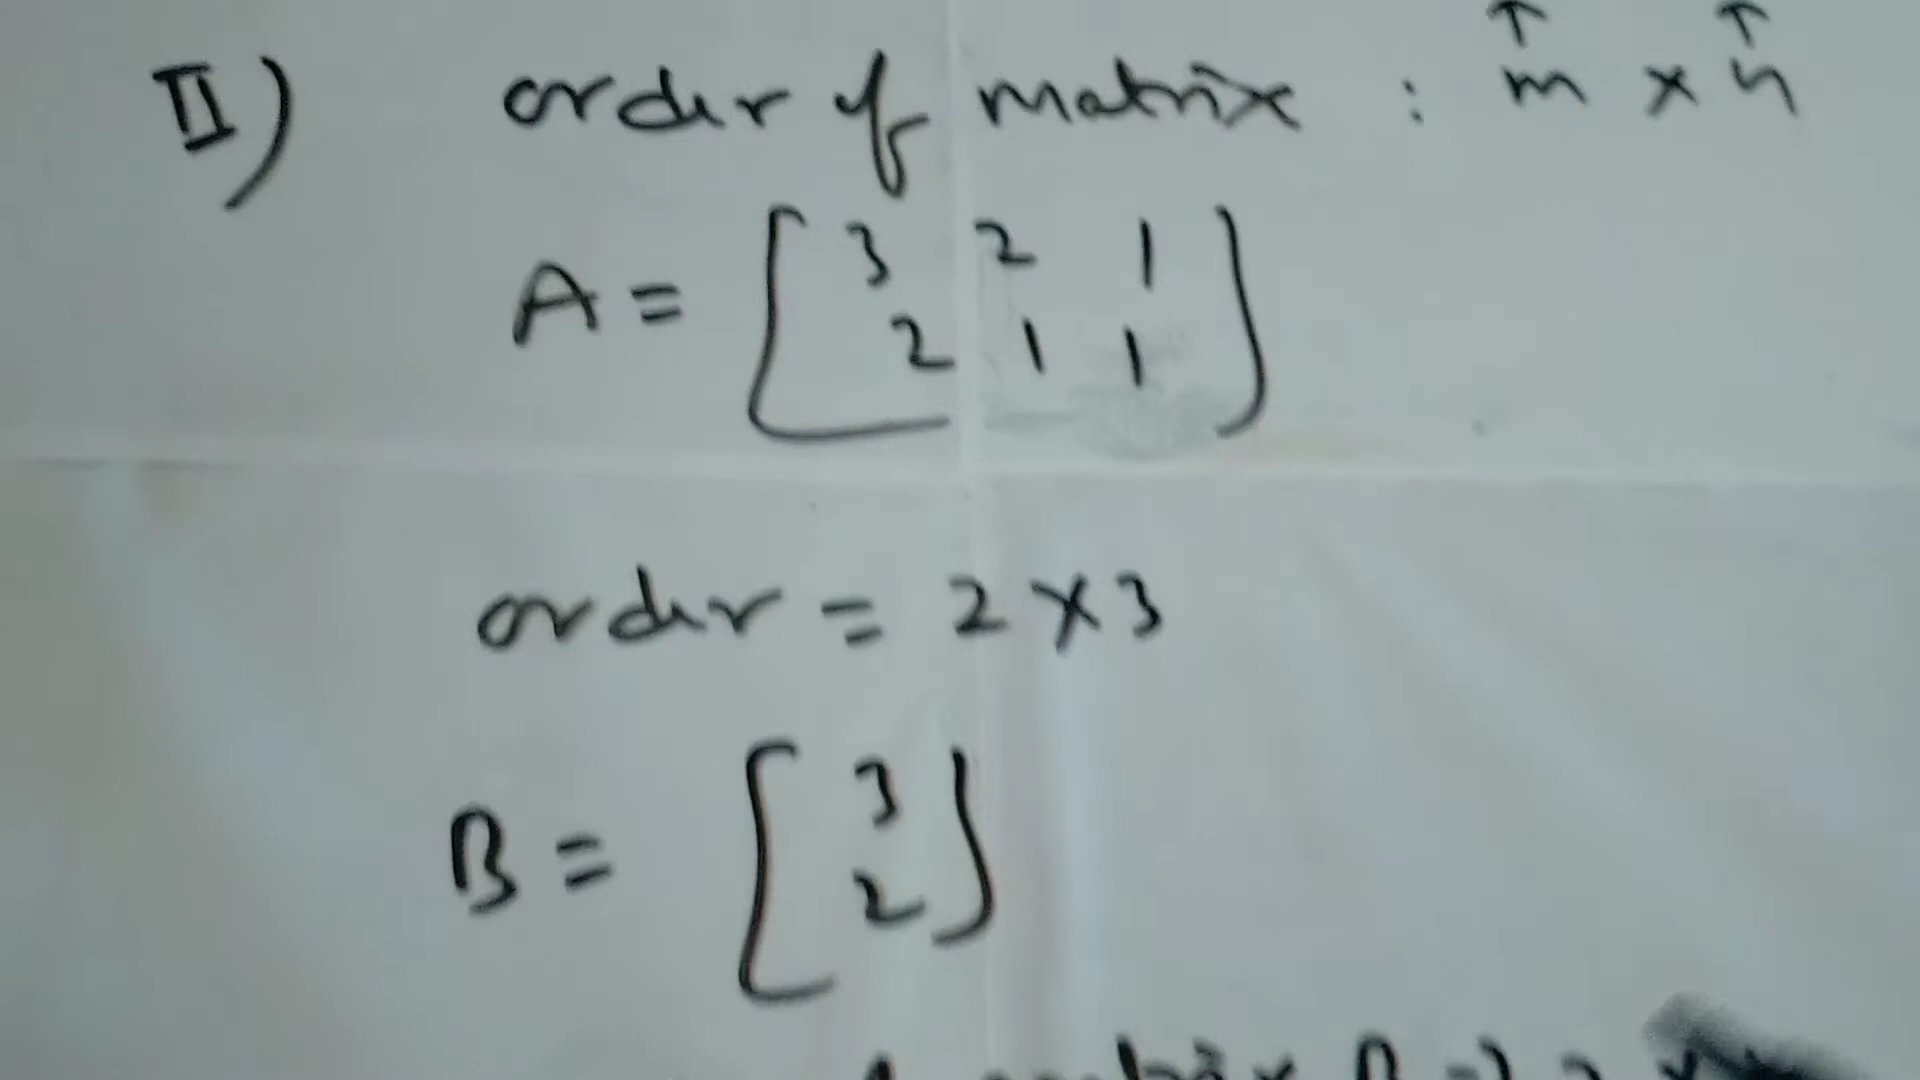 II) order of matrix : m x n
A = [ 3 2 1
2 1 1 ]
order = 2 x 3
B = [ 3
2 ]